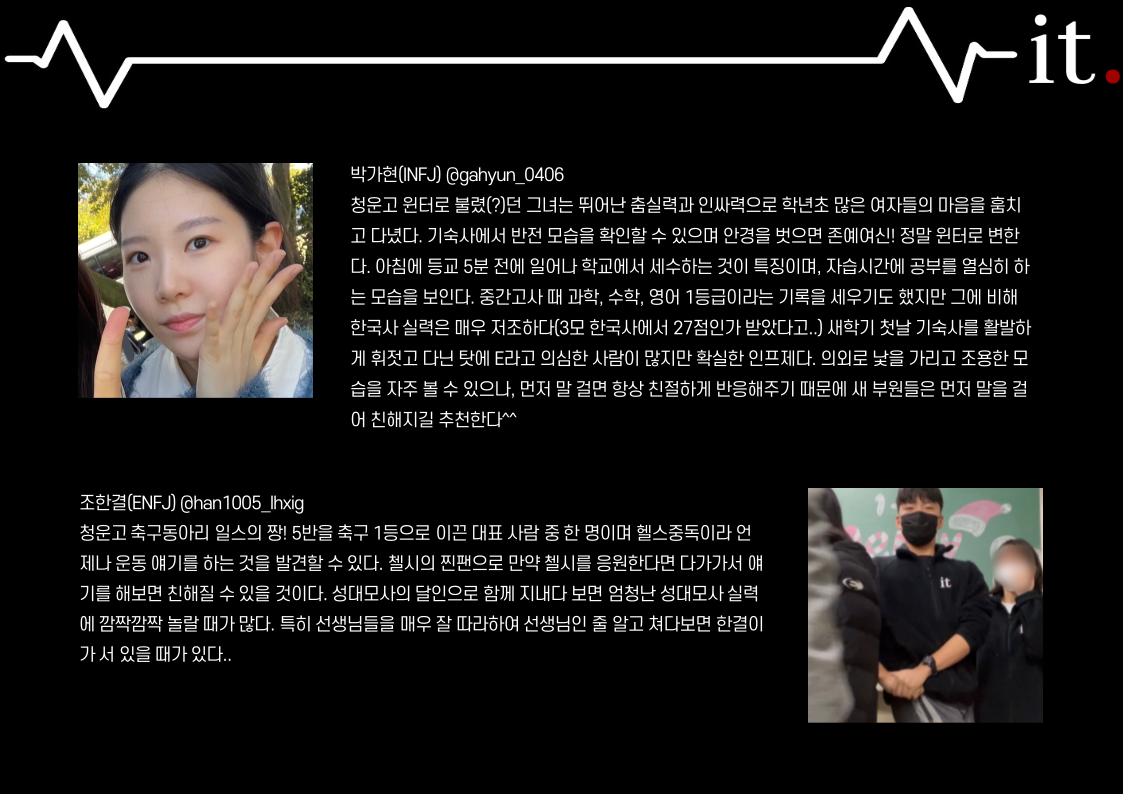 it.
박가현(INFJ) @gahyun_0406
청운고 윈터로 불렸(?)던 그녀는 뛰어난 춤실력과 인싸력으로 학년초 많은 여자들의 마음을 훔치
고 다녔다. 기숙사에서 반전 모습을 확인할 수 있으며 안경을 벗으면 존예여신! 정말 윈터로 변한
다. 아침에 등교 5분 전에 일어나 학교에서 세수하는 것이 특징이며, 자습시간에 공부를 열심히 하
는 모습을 보인다. 중간고사 때 과학, 수학, 영어 1등급이라는 기록을 세우기도 했지만 그에 비해
한국사 실력은 매우 저조하다(3모 한국사에서 27점인가 받았다고..) 새학기 첫날 기숙사를 활발하
게 휘젓고 다닌 탓에 E라고 의심한 사람이 많지만 확실한 인프제다. 의외로 낯을 가리고 조용한 모
습을 자주 볼 수 있으나, 먼저 말 걸면 항상 친절하게 반응해주기 때문에 새 부원들은 먼저 말을 걸
어 친해지길 추천한다^^
조한결(ENFJ) @han1005_lhxig
청운고 축구동아리 일스의 짱! 5반을 축구 1등으로 이끈 대표 사람 중 한 명이며 헬스중독이라 언
제나 운동 얘기를 하는 것을 발견할 수 있다. 첼시의 찐팬으로 만약 첼시를 응원한다면 다가가서 얘
기를 해보면 친해질 수 있을 것이다. 성대모사의 달인으로 함께 지내다 보면 엄청난 성대모사 실력
에 깜짝깜짝 놀랄 때가 많다. 특히 선생님들을 매우 잘 따라하여 선생님인 줄 알고 쳐다보면 한결이
가 서 있을 때가 있다..
it